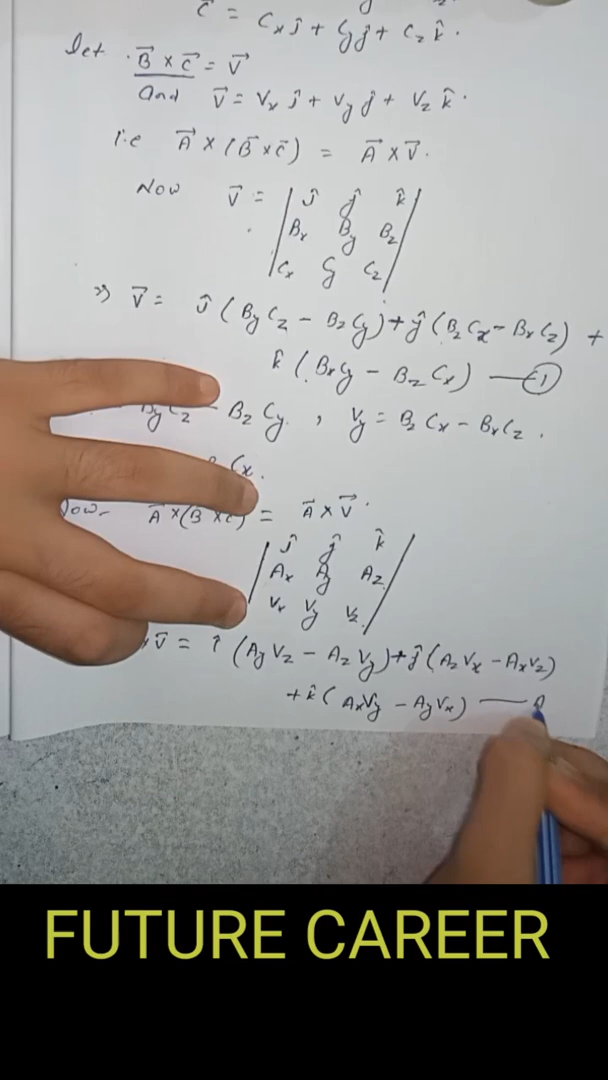 C⃗ = Cx ĵ + Cy ĵ + Cz k̂.
Let . B⃗ × C⃗ = V⃗
and V⃗ = Vx ĵ + Vy ĵ + Vz k̂.
i.e A⃗ × (B⃗ × C⃗) = A⃗ × V⃗.
Now V⃗ = | ĵ ĵ k̂ |
| Bx By Bz |
| Cx Cy Cz |
⇒ V⃗ = ĵ (By Cz - Bz Cy) + ĵ (Bz Cx - Bx Cz) +
k̂ (Bx Cy - Bz Cx) — ①
By Cz - Bz Cy. , Vy = Bz Cx - Bx Cz .
Cx.
A⃗ × (B⃗ × C⃗) = A⃗ × V⃗.
| ĵ ĵ k̂ |
| Ax Ay Az |
| Vx Vy Vz |
V⃗ = î (Ay Vz - Az Vy) + ĵ (Az Vx - Ax Vz)
+ k̂ (Ax Vy - Ay Vx) —
FUTURE CAREER